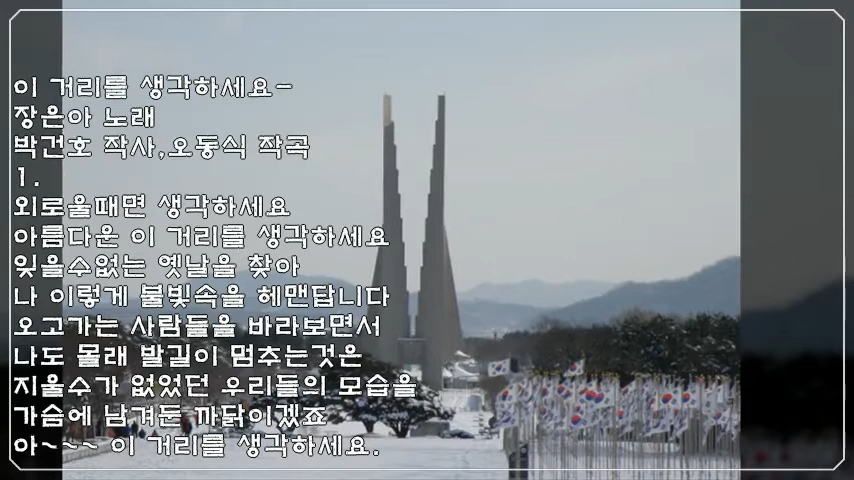 이 거리를 생각하세요-
장은아 노래
박건호 작사,오동식 작곡
1.
외로울때면 생각하세요
아름다운 이 거리를 생각하세요
잊을수없는 옛날을 찾아
나 이렇게 불빛속을 헤맨답니다
오고가는 사람들을 바라보면서
나도 몰래 발길이 멈추는것은
지울수가 없었던 우리들의 모습을
가슴에 남겨둔 까닭이겠죠
아~~~ 이 거리를 생각하세요.